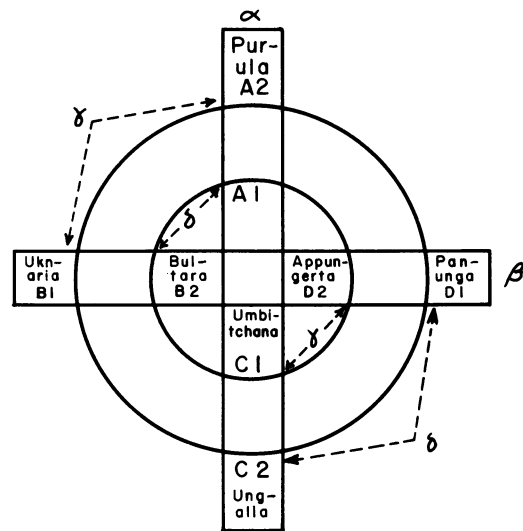 α
Pur-
ula
A2
γ
A1
δ
Ukn-
aria
B1
Bul-
tara
B2
Appun-
gerta
D2
Pan-
unga
D1
β
Umbi-
tchana
γ
C1
C2
Ung-
alla
δ